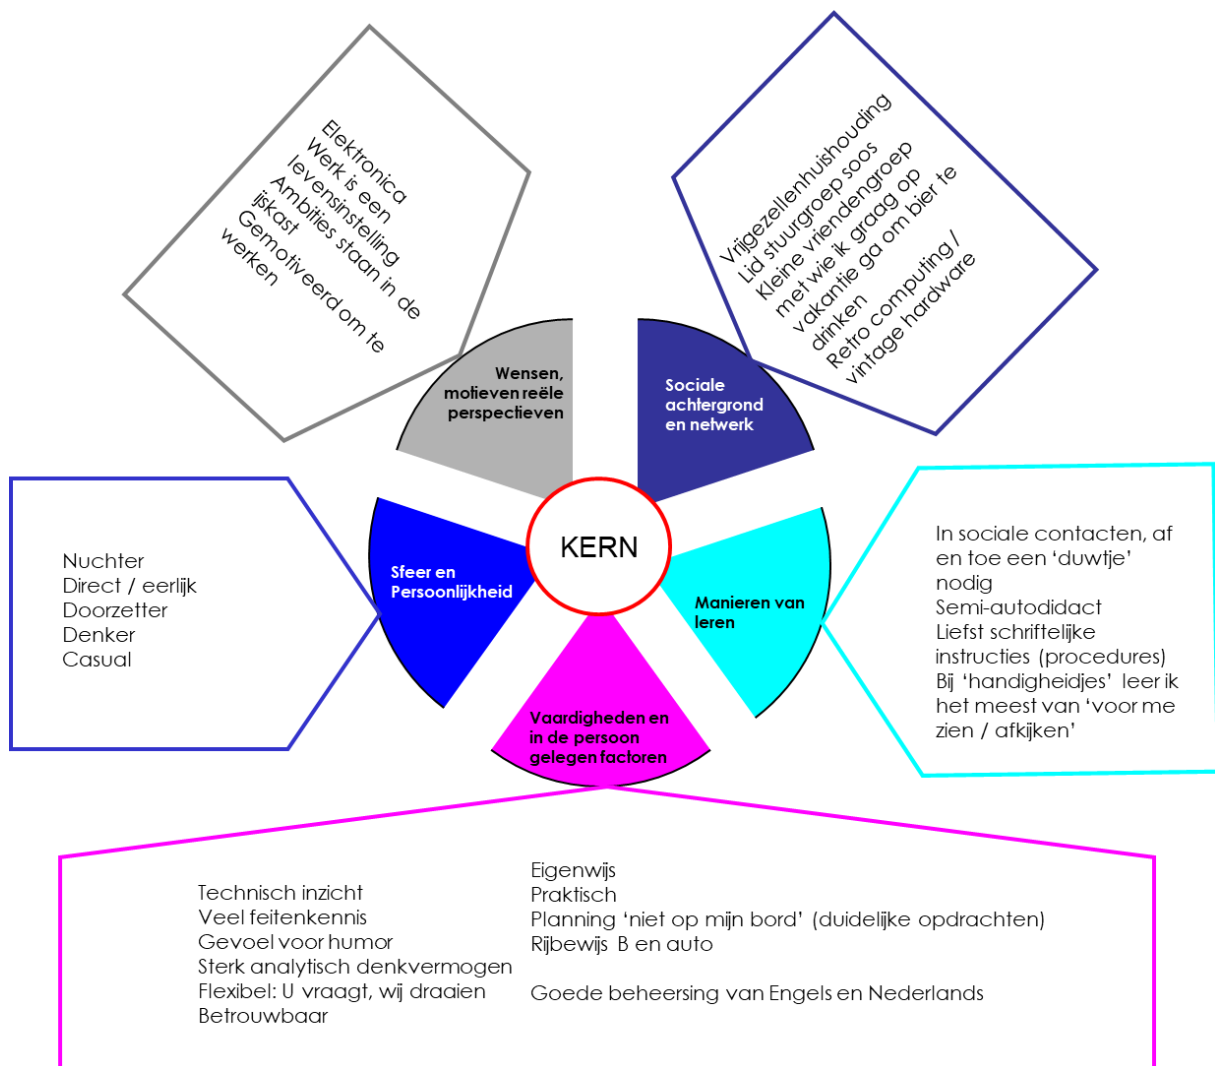 Elektronica
Werk is een
levensinstelling
Ambities staan in de
ijskast
Gemotiveerd om te
werken
Vrijgezellenhuishouding
Lid stuurgroep soos
Kleine vriendengroep
met wie ik graag op
vakantie ga om bier te
drinken
Retro computing /
vintage hardware
Wensen,
motieven reële
perspectieven
Sociale
achtergrond
en netwerk
KERN
Sfeer en
Persoonlijkheid
Manieren van
leren
Vaardigheden en
in de persoon
gelegen factoren
Nuchter
Direct / eerlijk
Doorzetter
Denker
Casual
In sociale contacten, af
en toe een ‘duwtje’
nodig
Semi-autodidact
Liefst schriftelijke
instructies (procedures)
Bij ‘handigheidjes’ leer ik
het meest van ‘voor me
zien / afkijken’
Technisch inzicht
Veel feitenkennis
Gevoel voor humor
Sterk analytisch denkvermogen
Flexibel: U vraagt, wij draaien
Betrouwbaar
Eigenwijs
Praktisch
Planning ‘niet op mijn bord’ (duidelijke opdrachten)
Rijbewijs B en auto
Goede beheersing van Engels en Nederlands